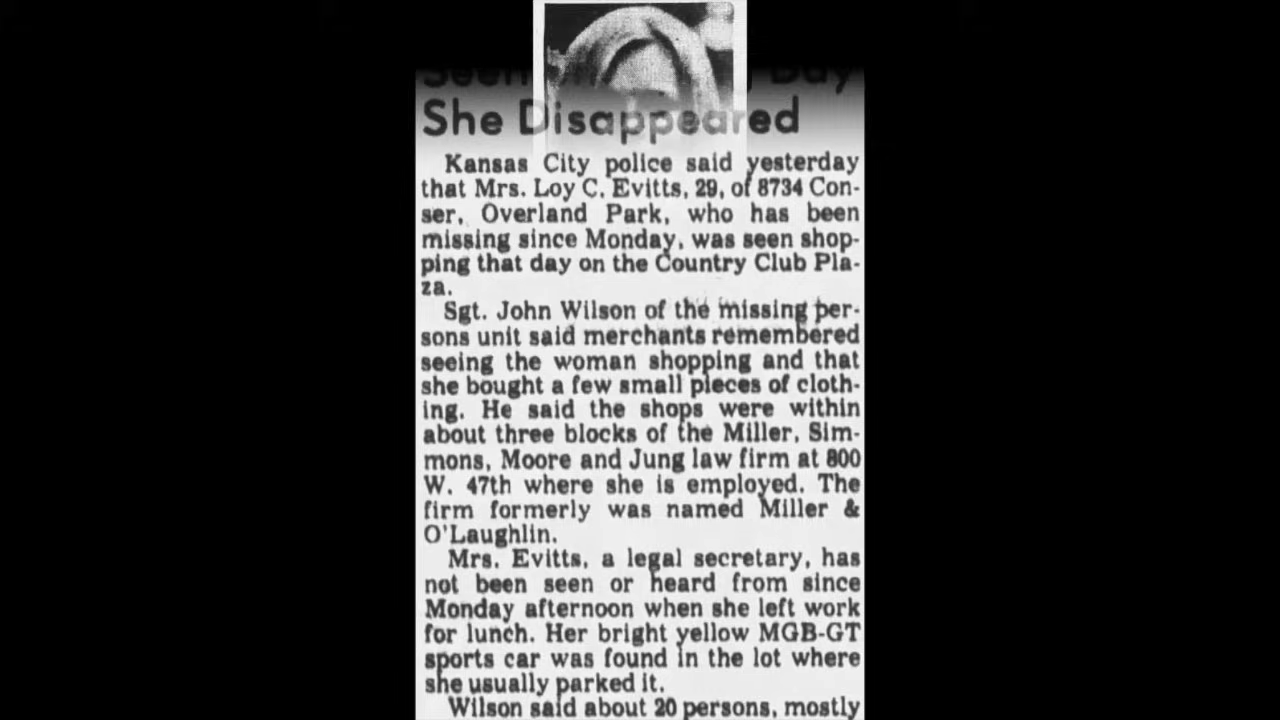 Seen Day
She Disappeared
Kansas City police said yesterday
that Mrs. Loy C. Evitts, 29, of 8734 Con-
ser, Overland Park, who has been
missing since Monday, was seen shop-
ping that day on the Country Club Pla-
za.
Sgt. John Wilson of the missing per-
sons unit said merchants remembered
seeing the woman shopping and that
she bought a few small pieces of cloth-
ing. He said the shops were within
about three blocks of the Miller, Sim-
mons, Moore and Jung law firm at 800
W. 47th where she is employed. The
firm formerly was named Miller &
O'Laughlin.
Mrs. Evitts, a legal secretary, has
not been seen or heard from since
Monday afternoon when she left work
for lunch. Her bright yellow MGB-GT
sports car was found in the lot where
she usually parked it.
Wilson said about 20 persons, mostly